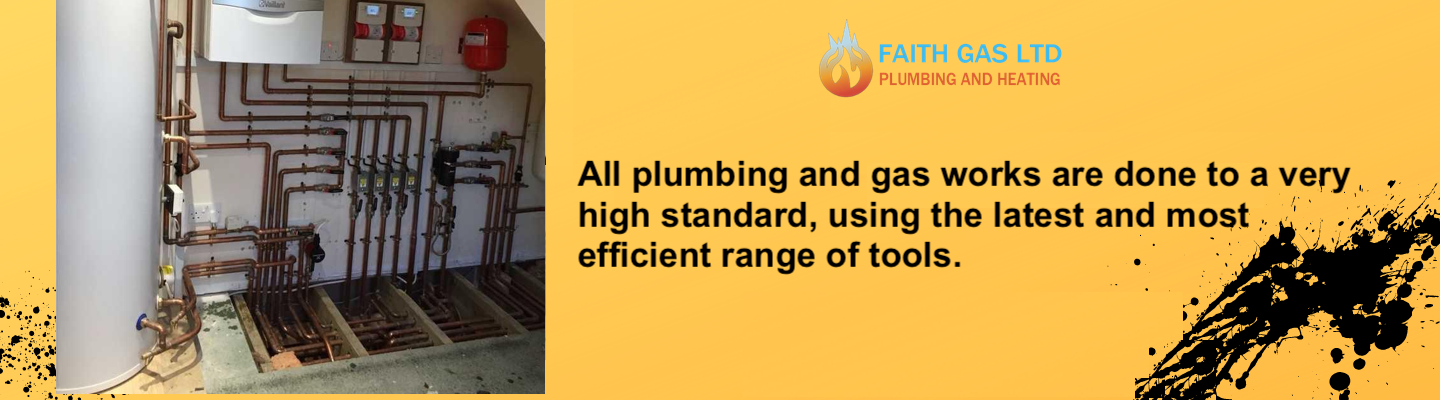 Vaillant
FAITH GAS LTD
PLUMBING AND HEATING
All plumbing and gas works are done to a very
high standard, using the latest and most
efficient range of tools.